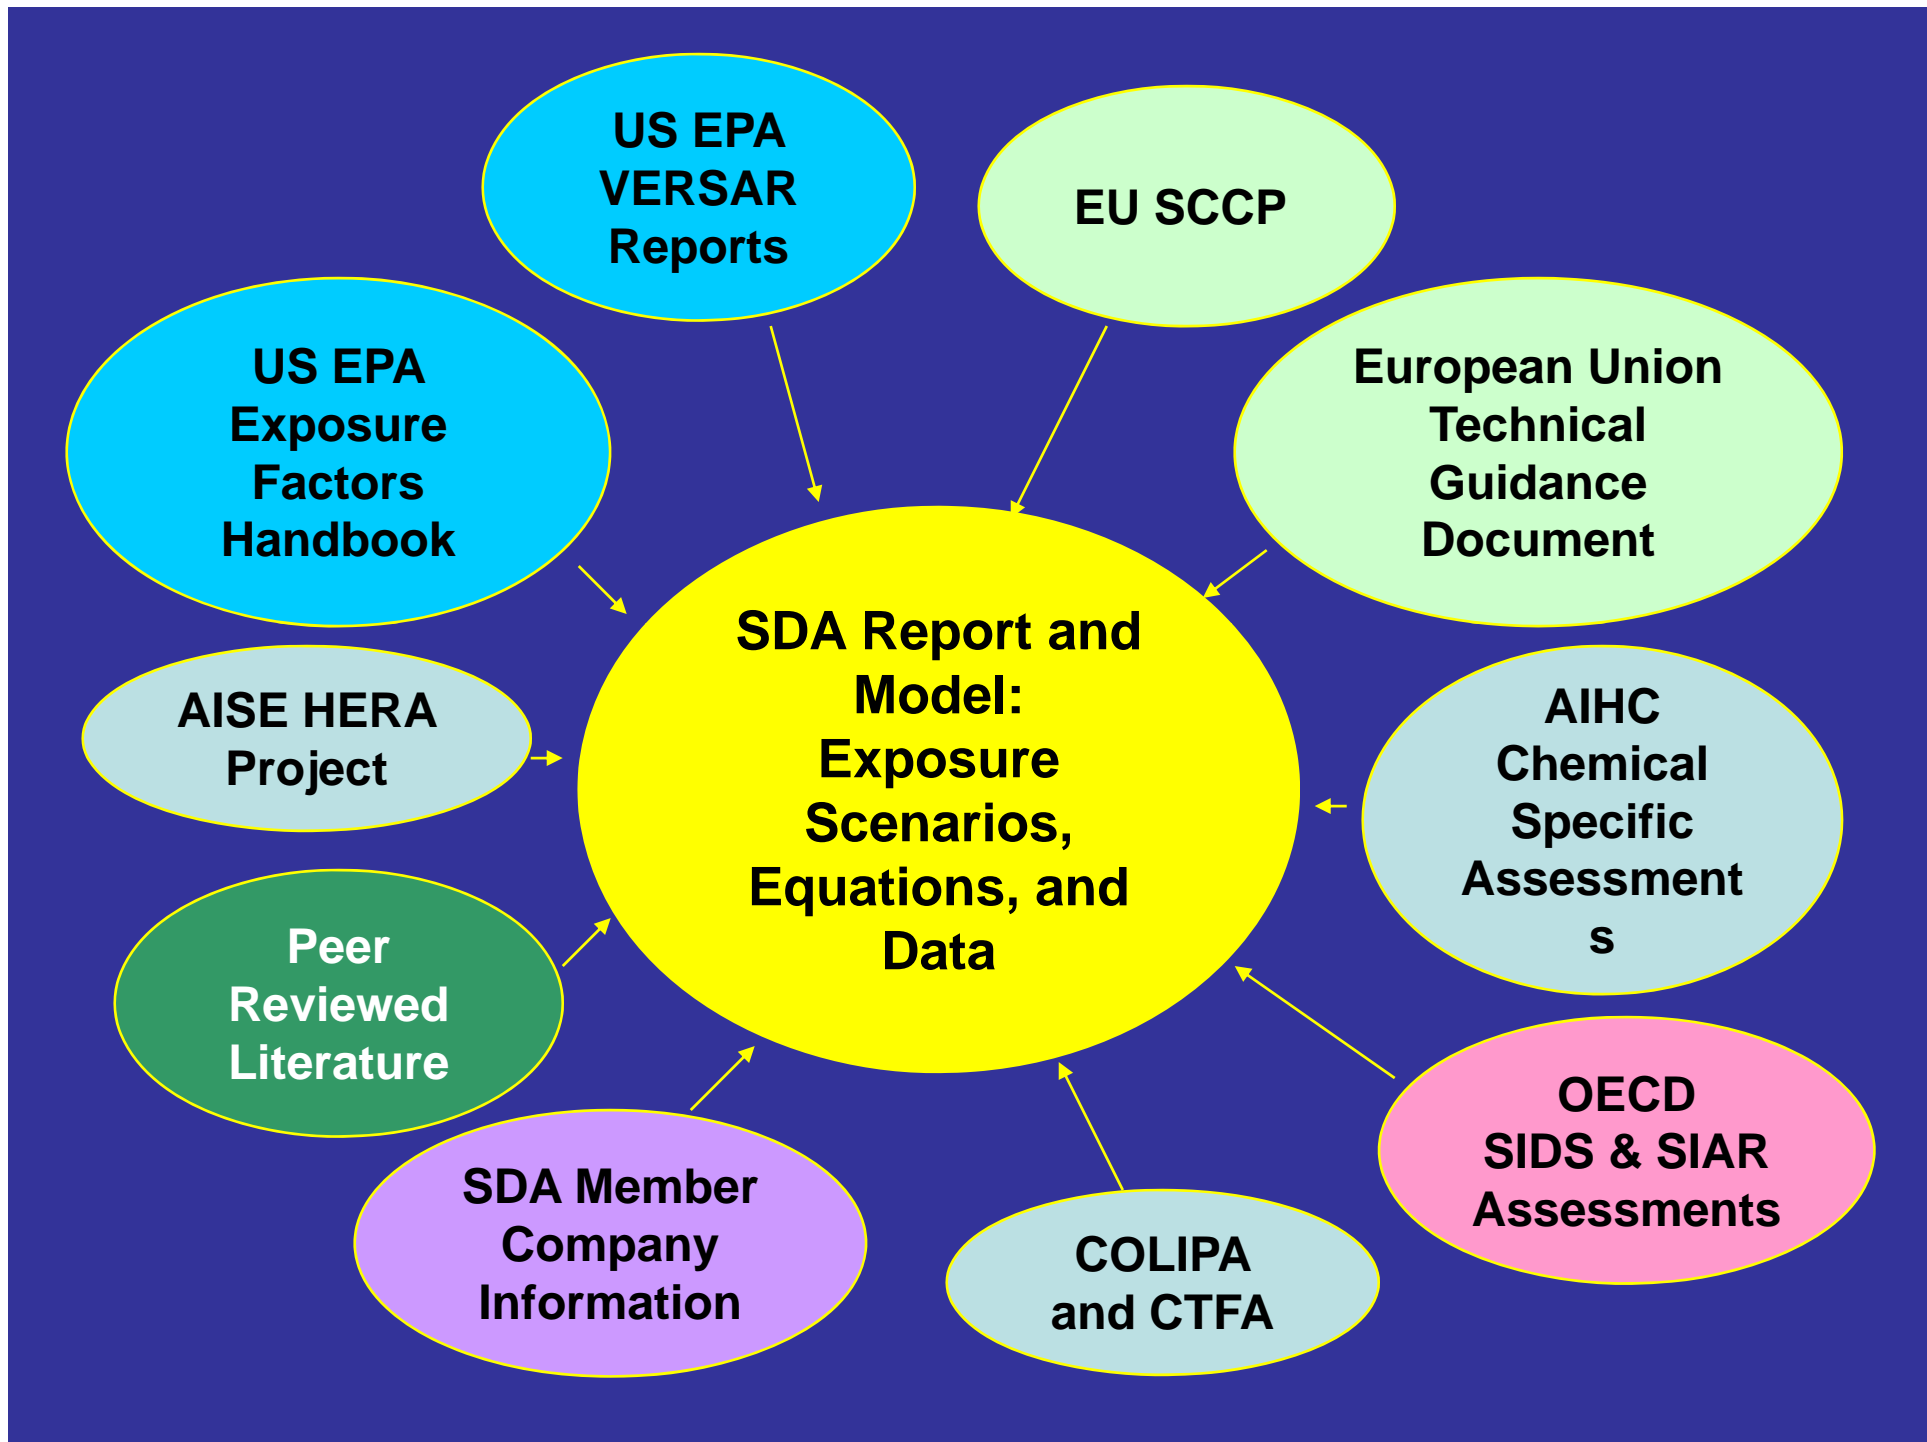 US EPA
VERSAR
Reports
EU SCCP
US EPA
Exposure
Factors
Handbook
European Union
Technical
Guidance
Document
SDA Report and
Model:
Exposure
Scenarios,
Equations, and
Data
AISE HERA
Project
AIHC
Chemical
Specific
Assessment
s
Peer
Reviewed
Literature
OECD
SIDS & SIAR
Assessments
SDA Member
Company
Information
COLIPA
and CTFA